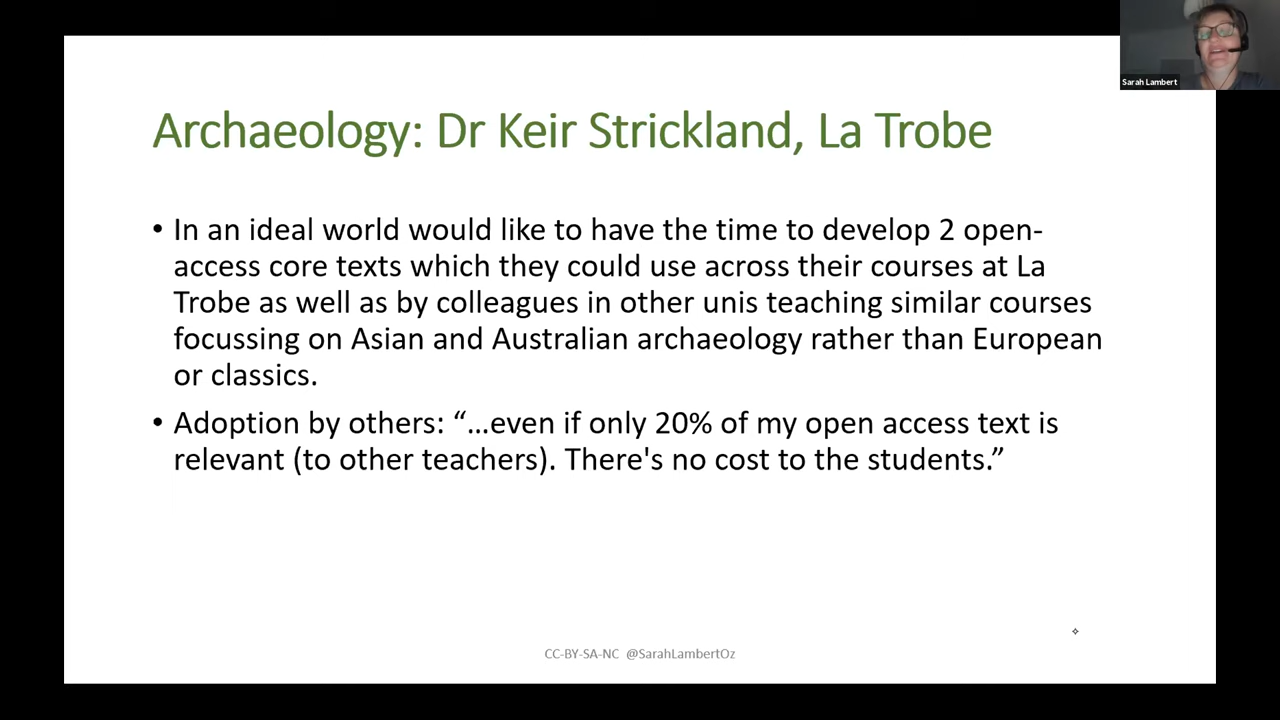 Sarah Lambert
Archaeology: Dr Keir Strickland, La Trobe
• In an ideal world would like to have the time to develop 2 open-
access core texts which they could use across their courses at La
Trobe as well as by colleagues in other unis teaching similar courses
focussing on Asian and Australian archaeology rather than European
or classics.
• Adoption by others: “…even if only 20% of my open access text is
relevant (to other teachers). There's no cost to the students.”
CC-BY-SA-NC @SarahLambertOz